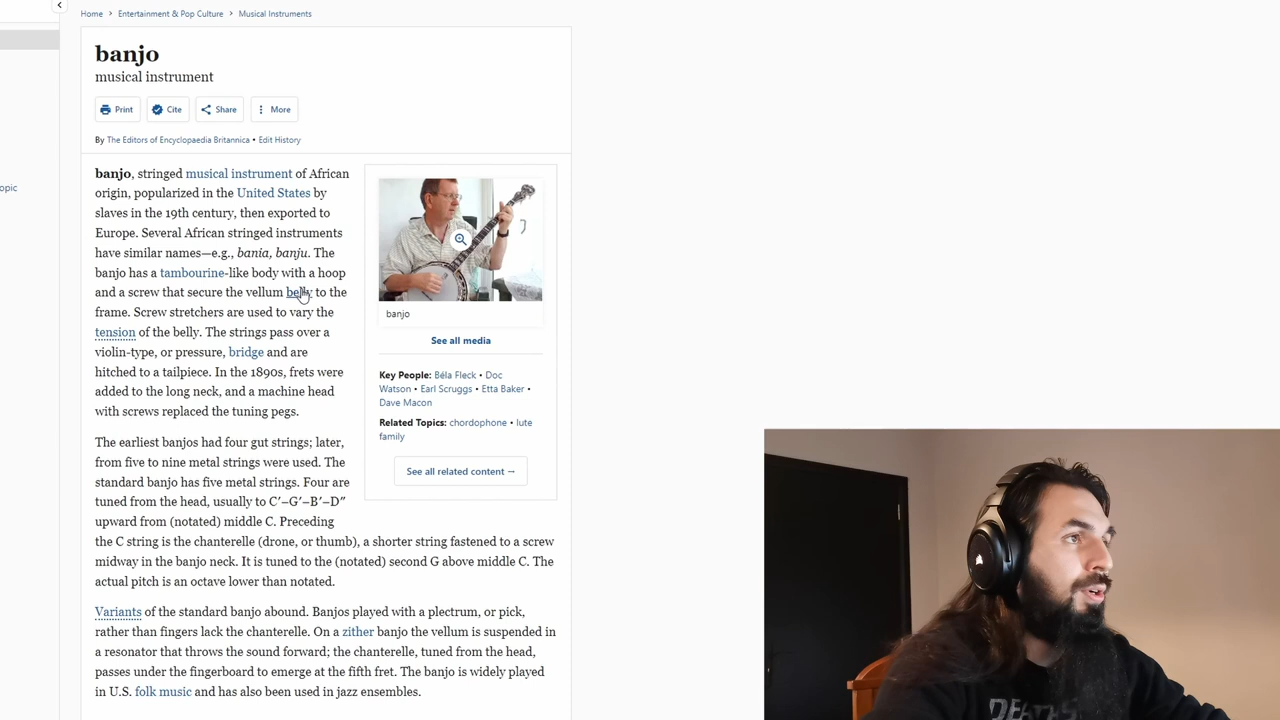 Home > Entertainment & Pop Culture > Musical Instruments
banjo
musical instrument
Print
Cite
Share
More
By The Editors of Encyclopaedia Britannica • Edit History
opic
banjo, stringed musical instrument of African
origin, popularized in the United States by
slaves in the 19th century, then exported to
Europe. Several African stringed instruments
have similar names—e.g., bania, banju. The
banjo has a tambourine-like body with a hoop
and a screw that secure the vellum belly to the
frame. Screw stretchers are used to vary the
tension of the belly. The strings pass over a
violin-type, or pressure, bridge and are
hitched to a tailpiece. In the 1890s, frets were
added to the long neck, and a machine head
with screws replaced the tuning pegs.
The earliest banjos had four gut strings; later,
from five to nine metal strings were used. The
standard banjo has five metal strings. Four are
tuned from the head, usually to C′–G′–B′–D″
upward from (notated) middle C. Preceding
the C string is the chanterelle (drone, or thumb), a shorter string fastened to a screw
midway in the banjo neck. It is tuned to the (notated) second G above middle C. The
actual pitch is an octave lower than notated.
Variants of the standard banjo abound. Banjos played with a plectrum, or pick,
rather than fingers lack the chanterelle. On a zither banjo the vellum is suspended in
a resonator that throws the sound forward; the chanterelle, tuned from the head,
passes under the fingerboard to emerge at the fifth fret. The banjo is widely played
in U.S. folk music and has also been used in jazz ensembles.
banjo
See all media
Key People: Béla Fleck • Doc
Watson • Earl Scruggs • Etta Baker •
Dave Macon
Related Topics: chordophone • lute
family
See all related content →